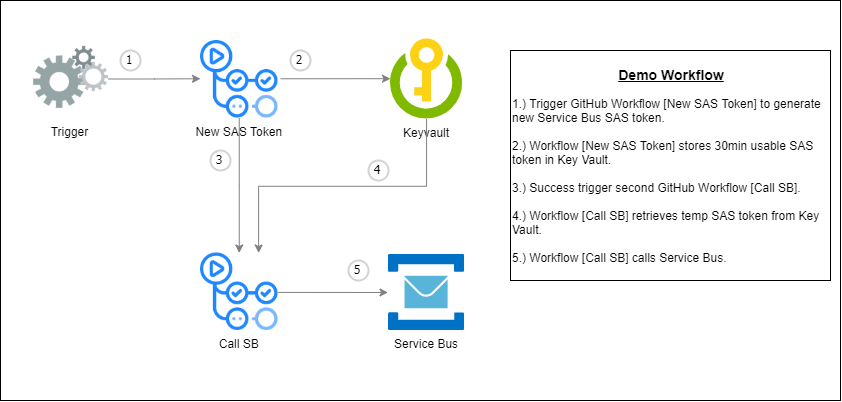 1
2
Trigger
New SAS Token
Keyvault
3
4
5
Call SB
Service Bus
Demo Workflow
1.) Trigger GitHub Workflow [New SAS Token] to generate
new Service Bus SAS token.
2.) Workflow [New SAS Token] stores 30min usable SAS
token in Key Vault.
3.) Success trigger second GitHub Workflow [Call SB].
4.) Workflow [Call SB] retrieves temp SAS token from Key
Vault.
5.) Workflow [Call SB] calls Service Bus.